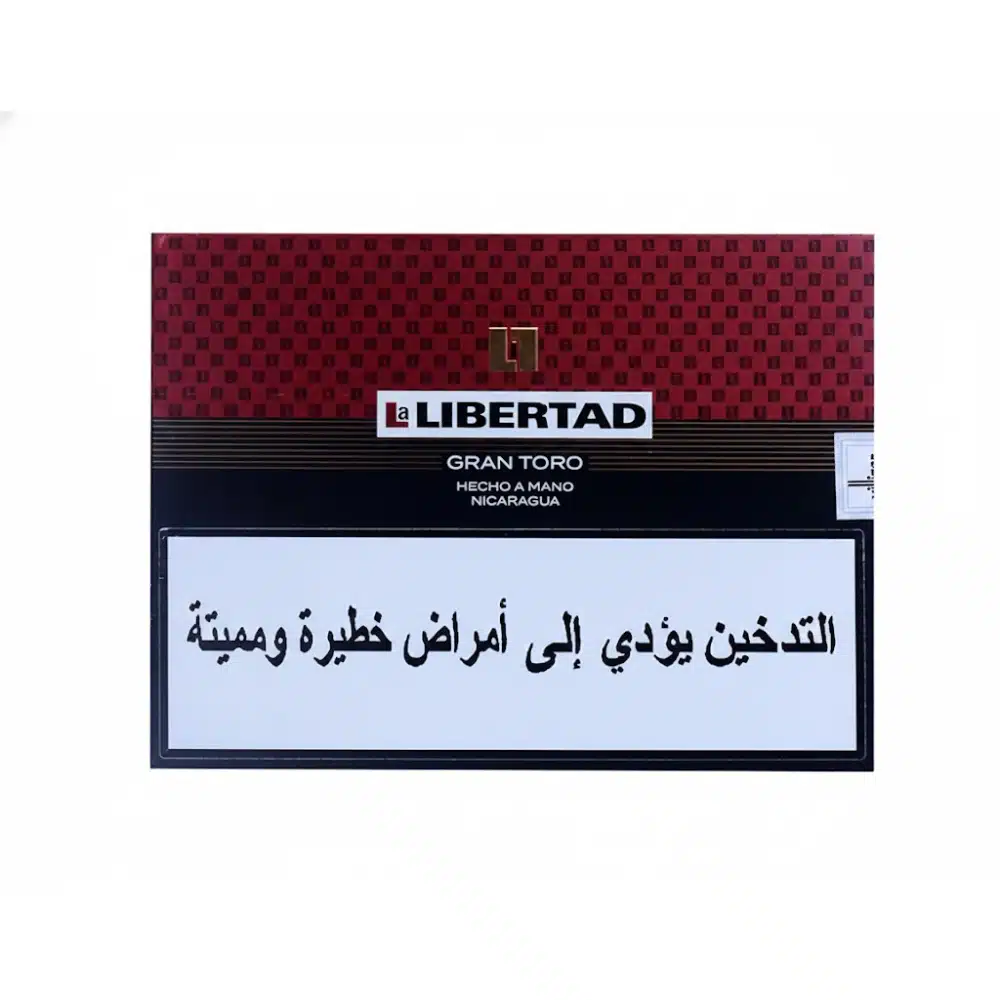 La LIBERTAD
GRAN TORO
HECHO A MANO
NICARAGUA
التدخين يؤدي إلى أمراض خطيرة ومميتة